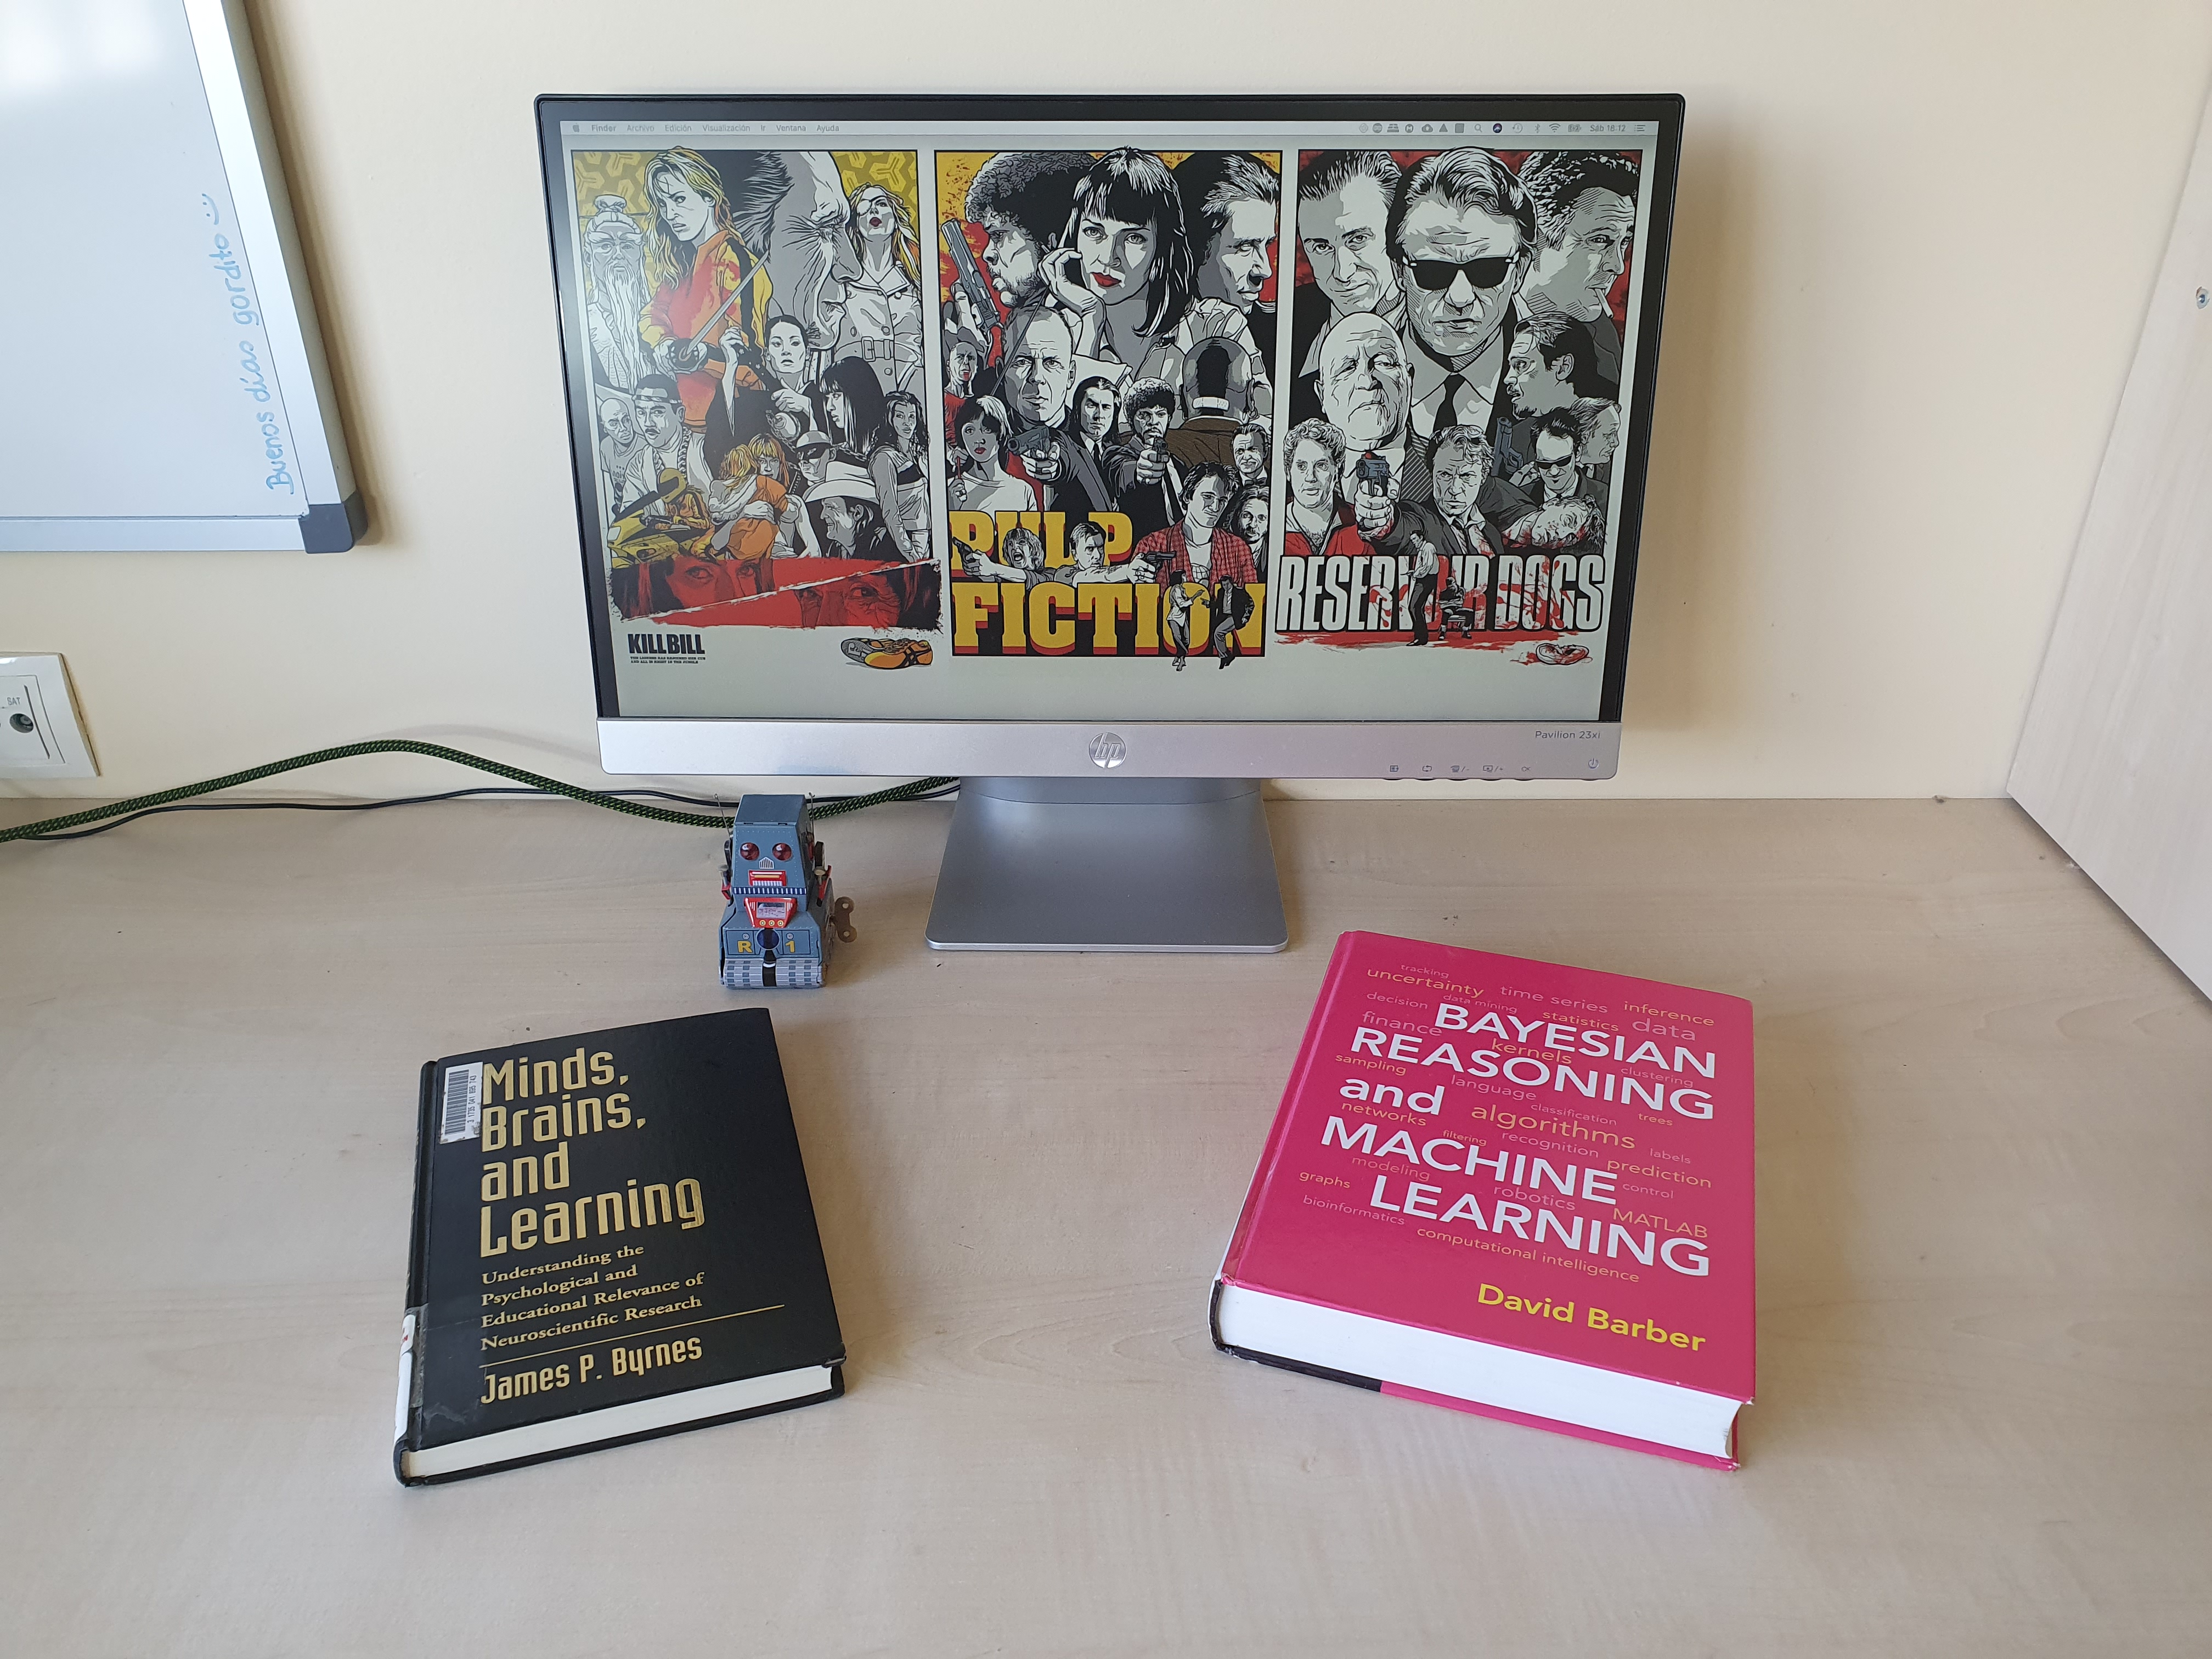 Buenos días gordito :)
Finder Archivo Edición Visualización Ir Ventana Ayuda
Sáb 18:12
KILL BILL
PULP
FICTION
RESERVOIR DOGS
hp
Pavilion 23xi
OK
SAT
R 1
Minds,
Brains,
and
Learning
Understanding the
Psychological and
Educational Relevance of
Neuroscientific Research
James P. Byrnes
tracking
uncertainty time series inference
decision data mining statistics data
finance BAYESIAN
kernels
REASONING
sampling language clustering
and classification trees
networks algorithms
filtering recognition labels
MACHINE prediction
modeling control
graphs robotics
LEARNING MATLAB
bioinformatics
computational intelligence
David Barber